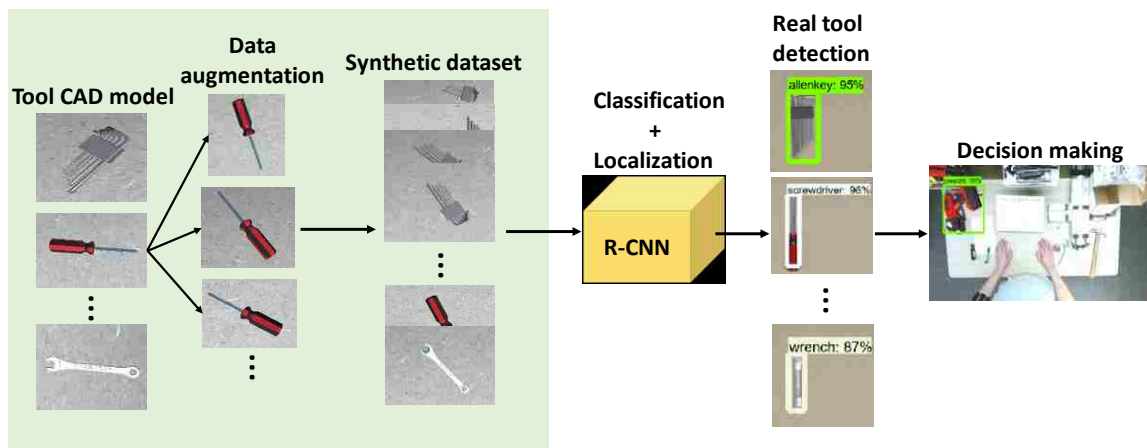 Tool CAD model
Data
augmentation
Synthetic dataset
Classification
+
Localization
R-CNN
Real tool
detection
allenkey: 95%
screwdriver: 96%
wrench: 87%
Decision making